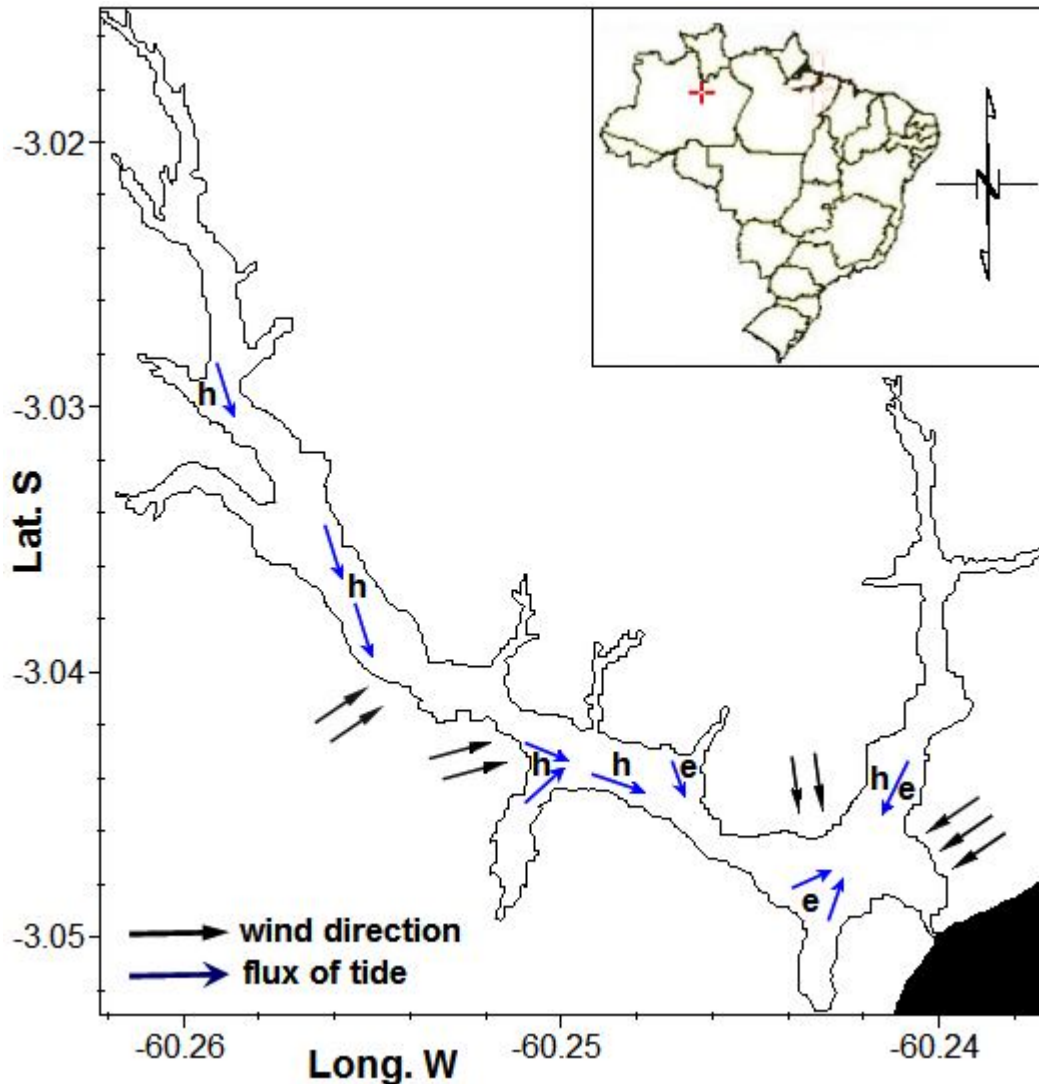 N
-3.02
-3.03
-3.04
-3.05
Lat. S
h
h
h
h
e
h
e
e
wind direction
flux of tide
-60.26
-60.25
-60.24
Long. W